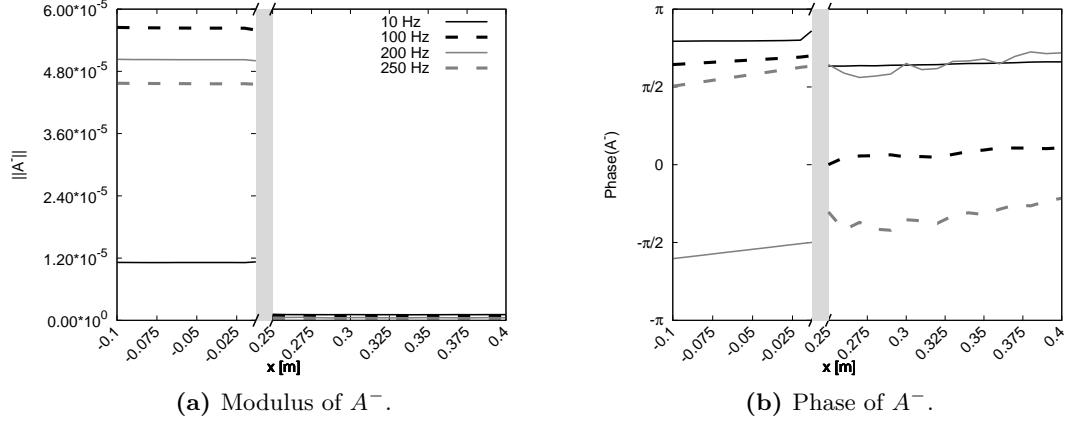 6.00*10-5
4.80*10-5
3.60*10-5
2.40*10-5
1.20*10-5
0.00*100
||A-||
-0.1
-0.075
-0.05
-0.025
0.25
0.275
0.3
0.325
0.35
0.375
0.4
x [m]
10 Hz
100 Hz
200 Hz
250 Hz
(a) Modulus of A−.
π
π/2
0
-π/2
-π
Phase(A-)
-0.1
-0.075
-0.05
-0.025
0.25
0.275
0.3
0.325
0.35
0.375
0.4
x [m]
(b) Phase of A−.